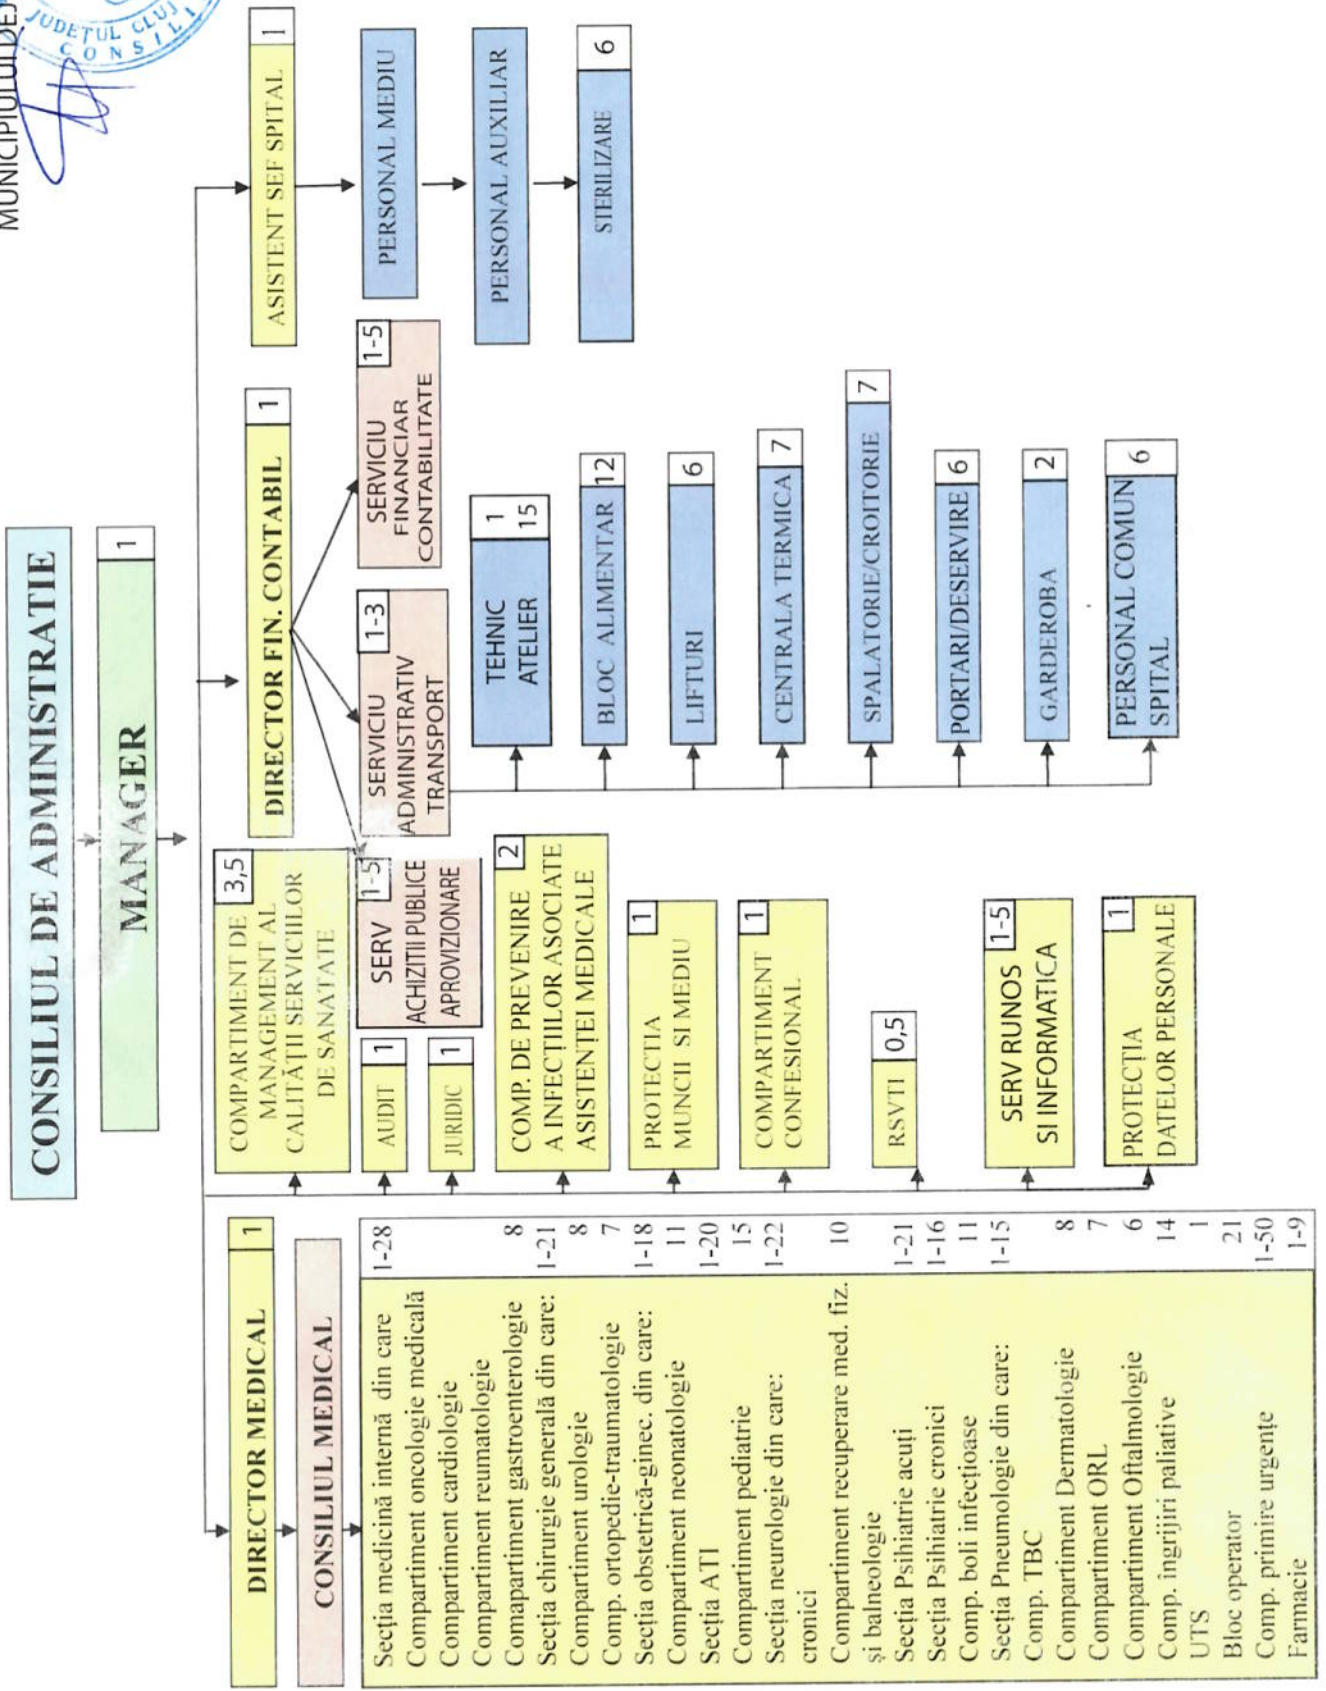 MUNICIPIULUI DEJ
JUDEȚUL CLUJ
CONSILI
CONSILIUL DE ADMINISTRATIE
MANAGER 1
DIRECTOR MEDICAL 1
CONSILIUL MEDICAL
Secția medicină internă din care 1-28
Compartiment oncologie medicală
Compartiment cardiologie
Compartiment reumatologie
Comapartiment gastroenterologie 8
Secția chirurgie generală din care: 1-21
Compartiment urologie 8
Comp. ortopedie-traumatologie 7
Secția obsetrică-ginec. din care: 1-18
Compartiment neonatologie 11
Secția ATI 1-20
Compartiment pediatrie 15
Secția neurologie din care: 1-22
cronici
Compartiment recuperare med. fiz. 10
și balneologie
Secția Psihatrie acuți 1-21
Secția Psihiatrie cronici 1-16
Comp. boli infecțioase 11
Secția Pneumologie din care: 1-15
Comp. TBC
Compartiment Dermatologie 8
Compartiment ORL 7
Compartiment Oftalmologie 6
Comp. îngrijiri paliative 14
UTS 1
Bloc operator 21
Comp. primire urgențe 1-50
Farmacie 1-9
COMPARTIMENT DE 3,5
MANAGEMENT AL
CALITĂȚII SERVICIILOR
DE SANATATE
AUDIT 1
JURIDIC 1
COMP. DE PREVENIRE 2
A INFECȚIILOR ASOCIATE
ASISTENȚEI MEDICALE
PROTECTIA 1
MUNCII SI MEDIU
COMPARTIMENT 1
CONFESIONAL
RSVTI 0,5
SERV RUNOS 1-5
SI INFORMATICA
PROTECȚIA 1
DATELOR PERSONALE
DIRECTOR FIN. CONTABIL 1
SERV 1-5
ACHIZITII PUBLICE
APROVIZIONARE
SERVICIU 1-3
ADMINISTRATIV
TRANSPORT
SERVICIU 1-5
FINANCIAR
CONTABILITATE
TEHNIC 1
ATELIER 15
BLOC ALIMENTAR 12
LIFTURI 6
CENTRALA TERMICA 7
SPALATORIE/CROITORIE 7
PORTARI/DESERVIRE 6
GARDEROBA 2
PERSONAL COMUN 6
SPITAL
ASISTENT SEF SPITAL 1
PERSONAL MEDIU
PERSONAL AUXILIAR
STERILIZARE 6